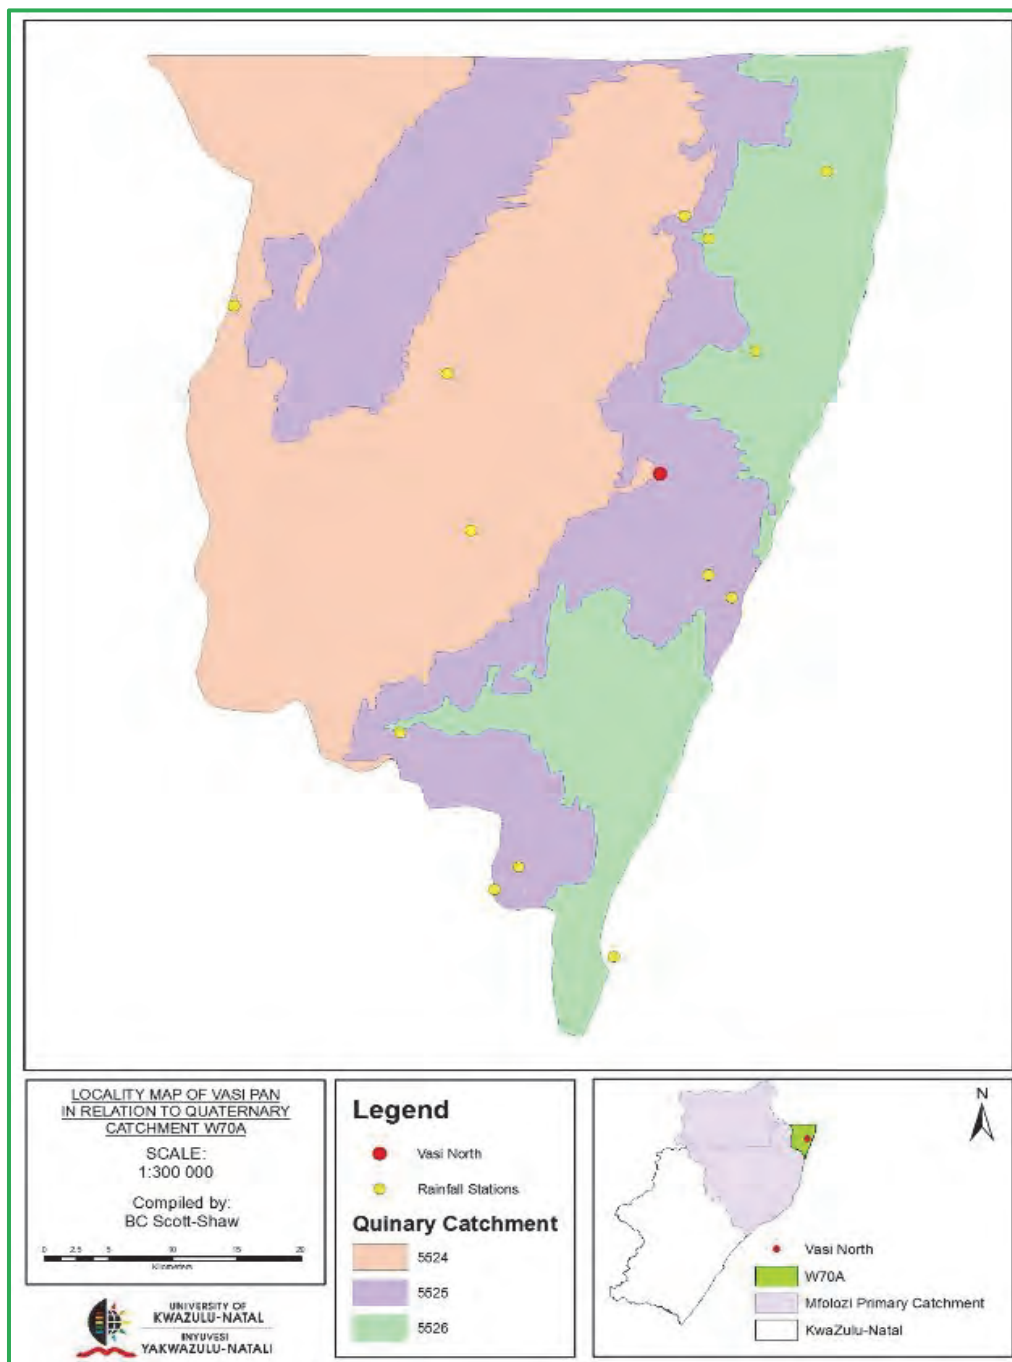 LOCALITY MAP OF VASI PAN
IN RELATION TO QUATERNARY
CATCHMENT W70A
SCALE:
1:300 000
Compiled by:
BC Scott-Shaw
0 2.5 5 10 15 20
Kilometers
UNIVERSITY OF
KWAZULU-NATAL
INYUVESI
YAKWAZULU-NATALI
Legend
Vasi North
Rainfall Stations
Quinary Catchment
5524
5525
5526
N
Vasi North
W70A
Mfolozi Primary Catchment
KwaZulu-Natal